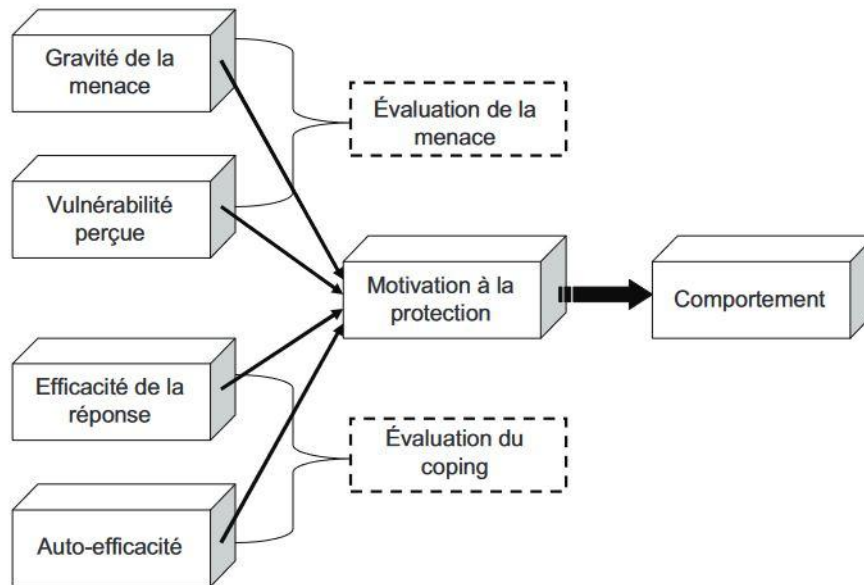 Gravité de la
menace
Évaluation de la
menace
Vulnérabilité
perçue
Motivation à la
protection
Comportement
Efficacité de la
réponse
Évaluation du
coping
Auto-efficacité